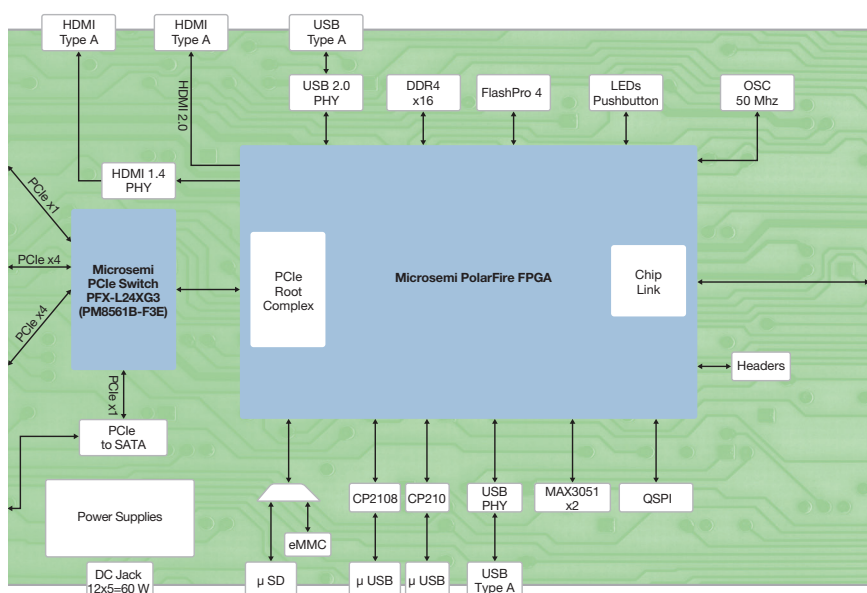 HDMI
Type A
HDMI
Type A
USB
Type A
HDMI 2.0
USB 2.0
PHY
DDR4
x16
FlashPro 4
LEDs
Pushbutton
OSC
50 Mhz
HDMI 1.4
PHY
PCIe x1
PCIe x4
PCIe x4
Microsemi
PCIe Switch
PFX-L24XG3
(PM8561B-F3E)
PCIe
Root
Complex
Microsemi PolarFire FPGA
Chip
Link
Headers
PCIe x1
PCIe
to SATA
Power Supplies
DC Jack
12x5=60 W
eMMC
µ SD
CP2108
µ USB
CP210
µ USB
USB
PHY
USB
Type A
MAX3051
x2
QSPI